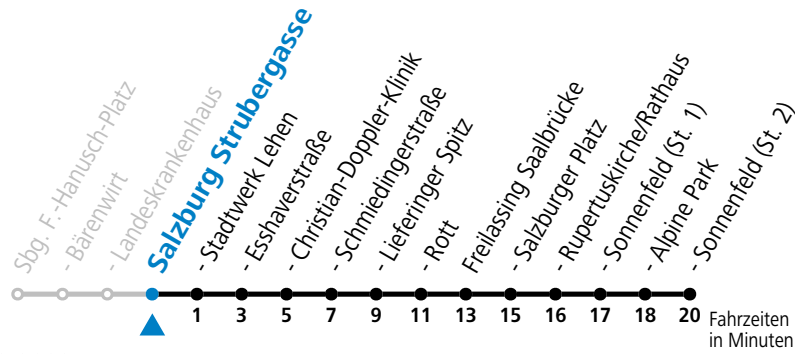 Sbg. F.-Hanusch-Platz
- Bärenwirt
- Landeskrankenhaus
Salzburg Strubergasse
- Stadtwerk Lehen
- Esshaverstraße
- Christian-Doppler-Klinik
- Schmiedingerstraße
- Lieferinger Spitz
- Rott
Freilassing Saalbrücke
- Salzburger Platz
- Rupertuskirche/Rathaus
- Sonnenfeld (St. 1)
- Alpine Park
- Sonnenfeld (St. 2)
1 3 5 7 9 11 13 15 16 17 18 20 Fahrzeiten
in Minuten